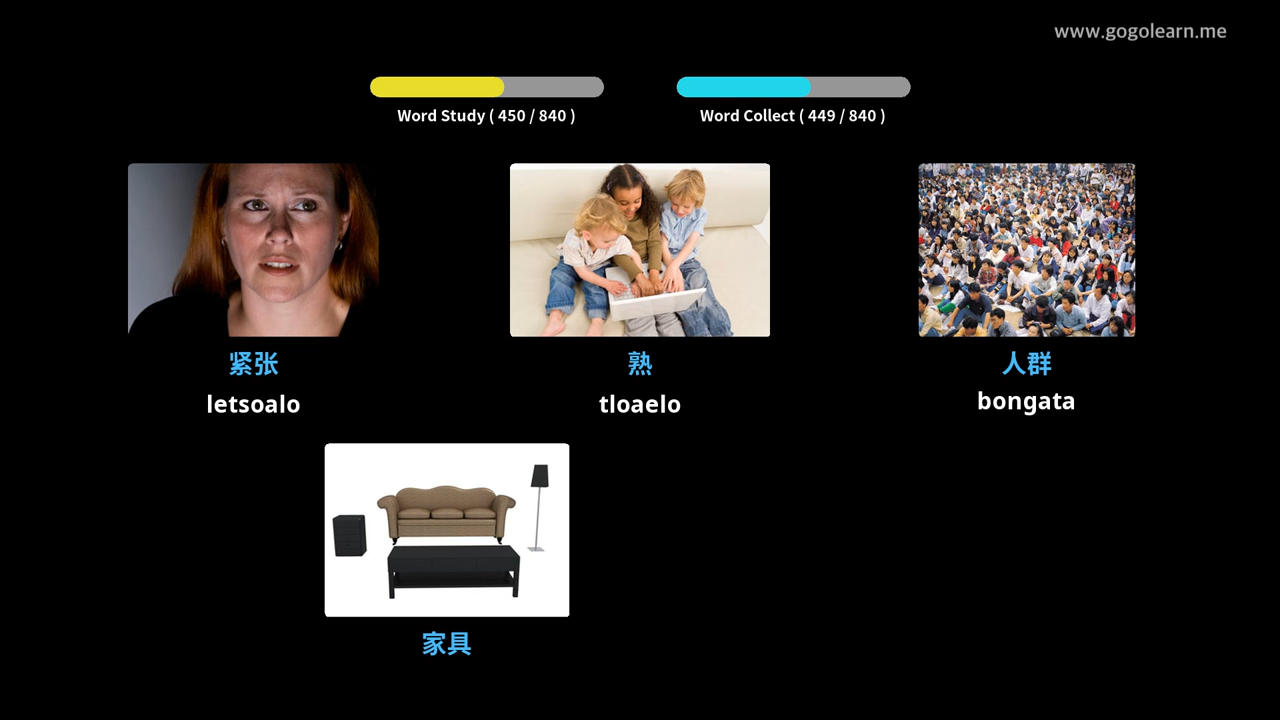 www.gogolearn.me
Word Study ( 450 / 840 )
Word Collect ( 449 / 840 )
紧张
letsoalo
熟
tloaelo
人群
bongata
家具